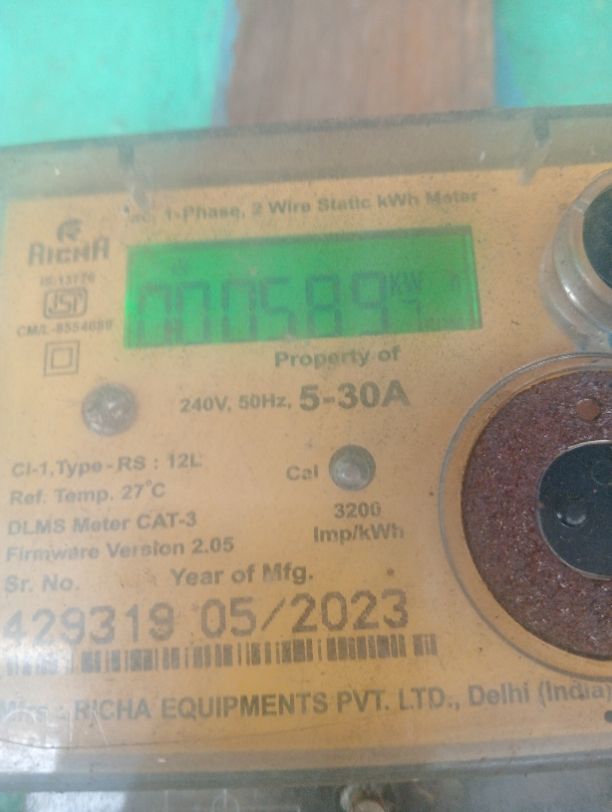 ac, 1-Phase, 2 Wire Static kWh Meter
RICHA
IS:13779
ISI
CM/L-8554689
000589 kW h
Property of
240V, 50Hz, 5-30A
Cl-1,Type-RS : 12L
Ref. Temp. 27°C
DLMS Meter CAT-3
Firmware Version 2.05
Cal
3200
Imp/kWh
Sr. No. Year of Mfg.
429319 05/2023
RICHA EQUIPMENTS PVT. LTD., Delhi (India)